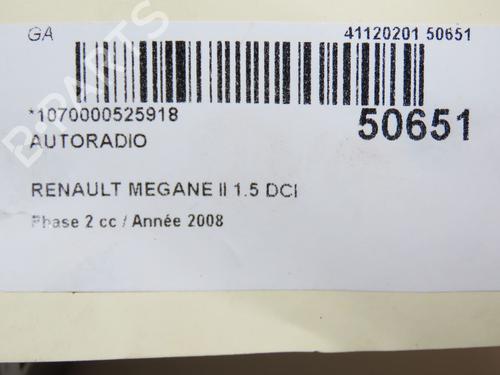 GA 41120201 50651
*1070000525918 50651
AUTORADIO
RENAULT MEGANE II 1.5 DCI
Phase 2 cc / Année 2008
B-PARTS